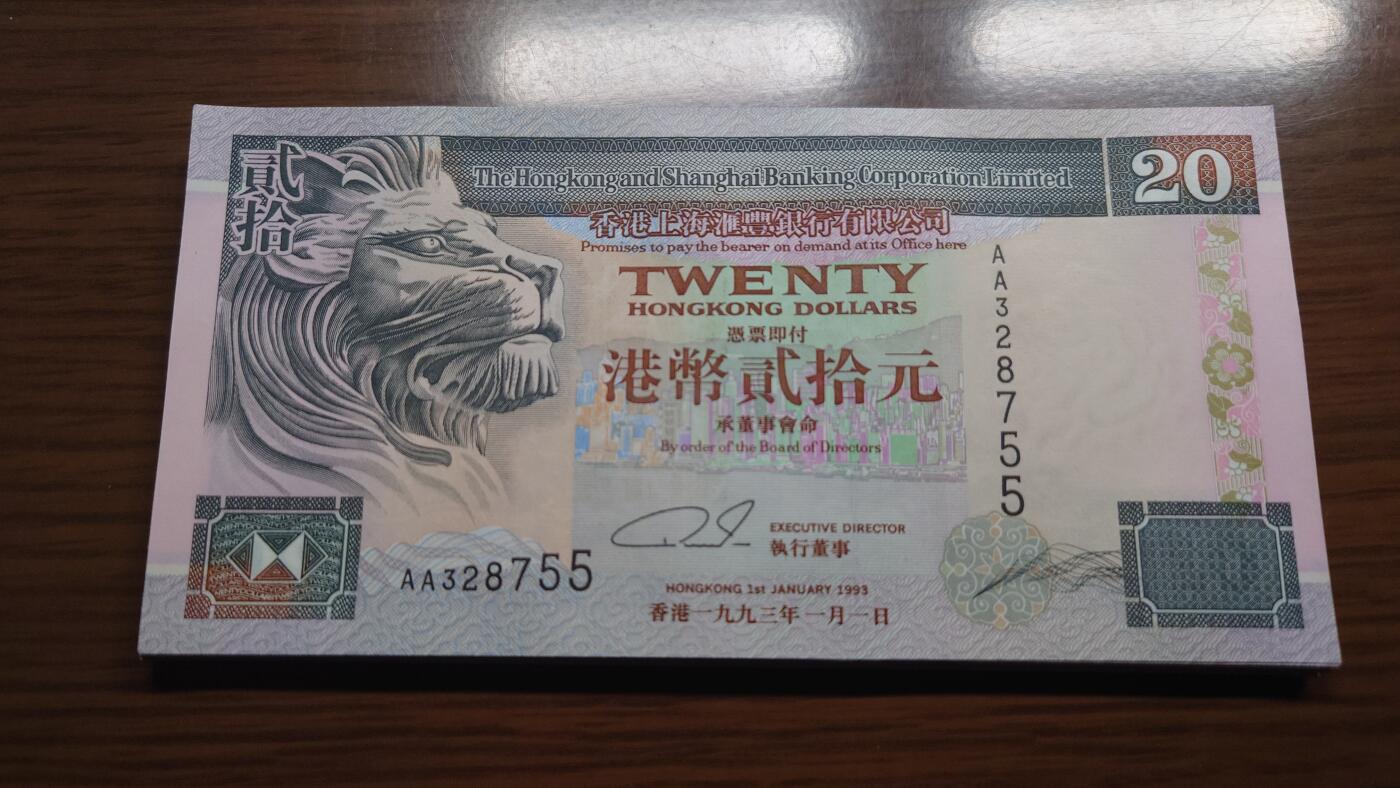 貳拾
The Hongkong and Shanghai Banking Corporation Limited
20
香港上海滙豐銀行有限公司
Promises to pay the bearer on demand at its Office here
TWENTY
HONGKONG DOLLARS
憑票即付
港幣貳拾元
承董事會命
By order of the Board of Directors
AA328755
EXECUTIVE DIRECTOR
執行董事
AA328755
HONGKONG 1st JANUARY 1993
香港一九九三年一月一日